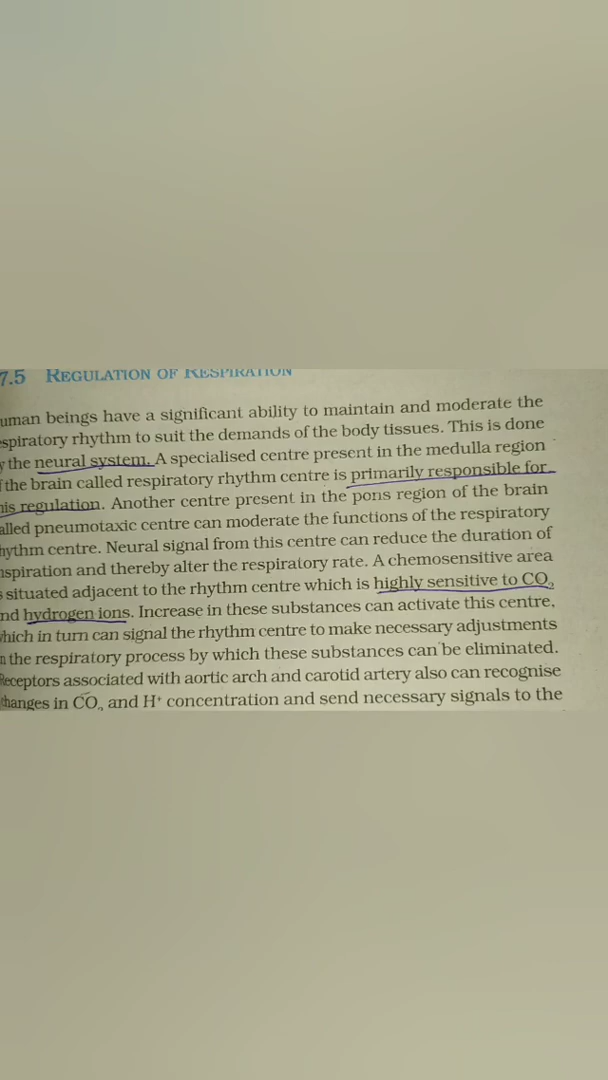 7.5 REGULATION OF RESPIRATION
uman beings have a significant ability to maintain and moderate the
espiratory rhythm to suit the demands of the body tissues. This is done
y the neural system. A specialised centre present in the medulla region
f the brain called respiratory rhythm centre is primarily responsible for
his regulation. Another centre present in the pons region of the brain
alled pneumotaxic centre can moderate the functions of the respiratory
hythm centre. Neural signal from this centre can reduce the duration of
nspiration and thereby alter the respiratory rate. A chemosensitive area
s situated adjacent to the rhythm centre which is highly sensitive to CO₂
nd hydrogen ions. Increase in these substances can activate this centre,
which in turn can signal the rhythm centre to make necessary adjustments
n the respiratory process by which these substances can be eliminated.
Receptors associated with aortic arch and carotid artery also can recognise
changes in CO₂ and H⁺ concentration and send necessary signals to the